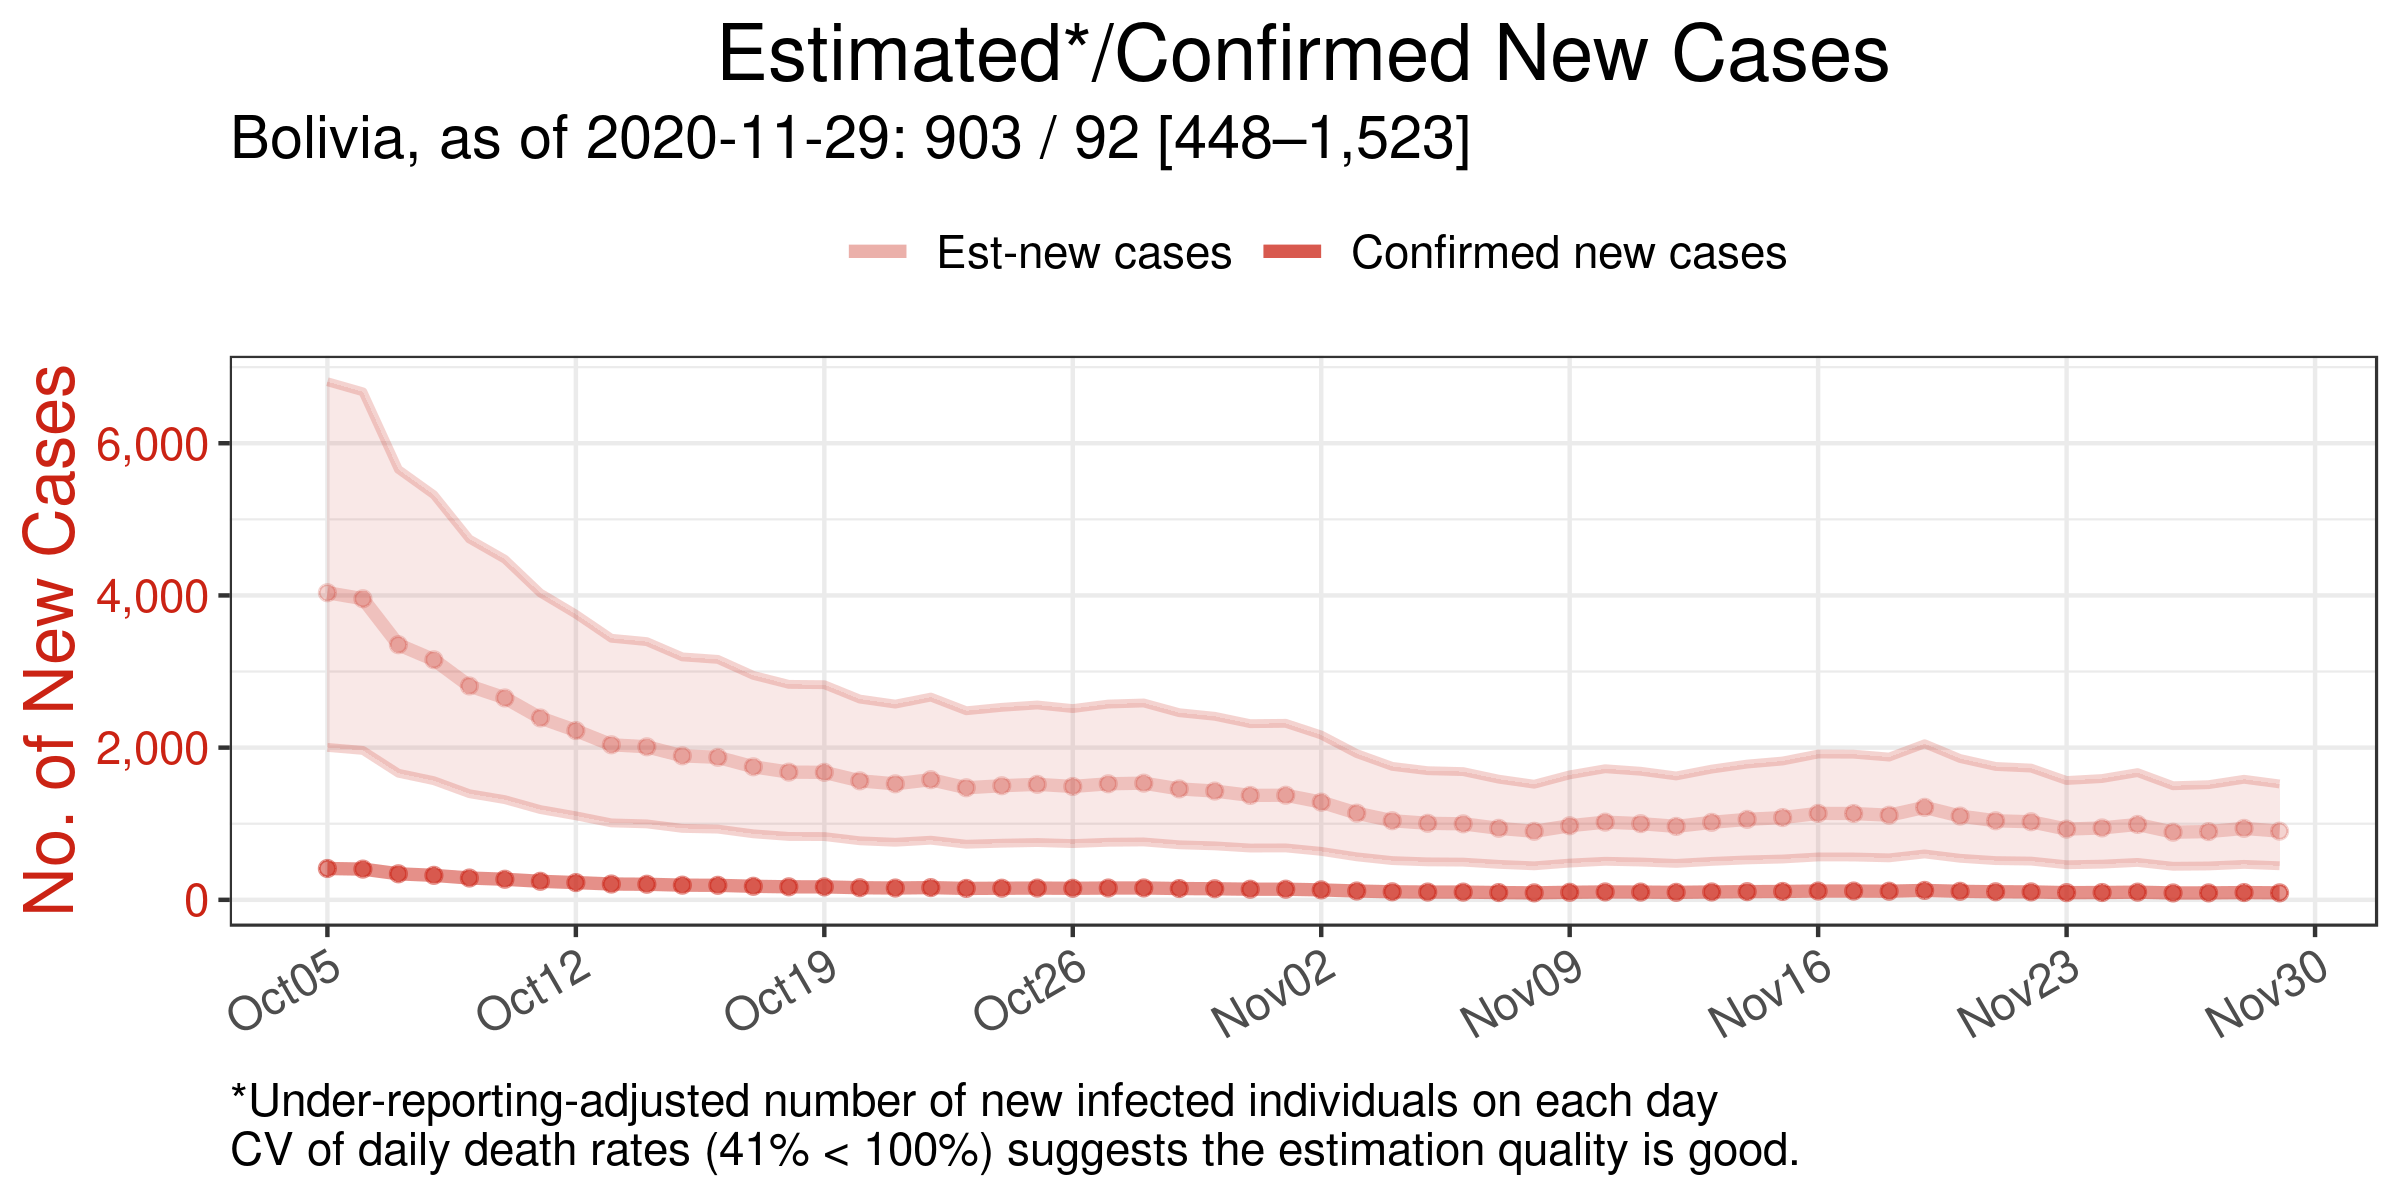 Estimated*/Confirmed New Cases
Bolivia, as of 2020-11-29: 903 / 92 [448–1,523]
Est-new cases Confirmed new cases
No. of New Cases
6,000
4,000
2,000
0
Oct05 Oct12 Oct19 Oct26 Nov02 Nov09 Nov16 Nov23 Nov30
*Under-reporting-adjusted number of new infected individuals on each day
CV of daily death rates (41% < 100%) suggests the estimation quality is good.